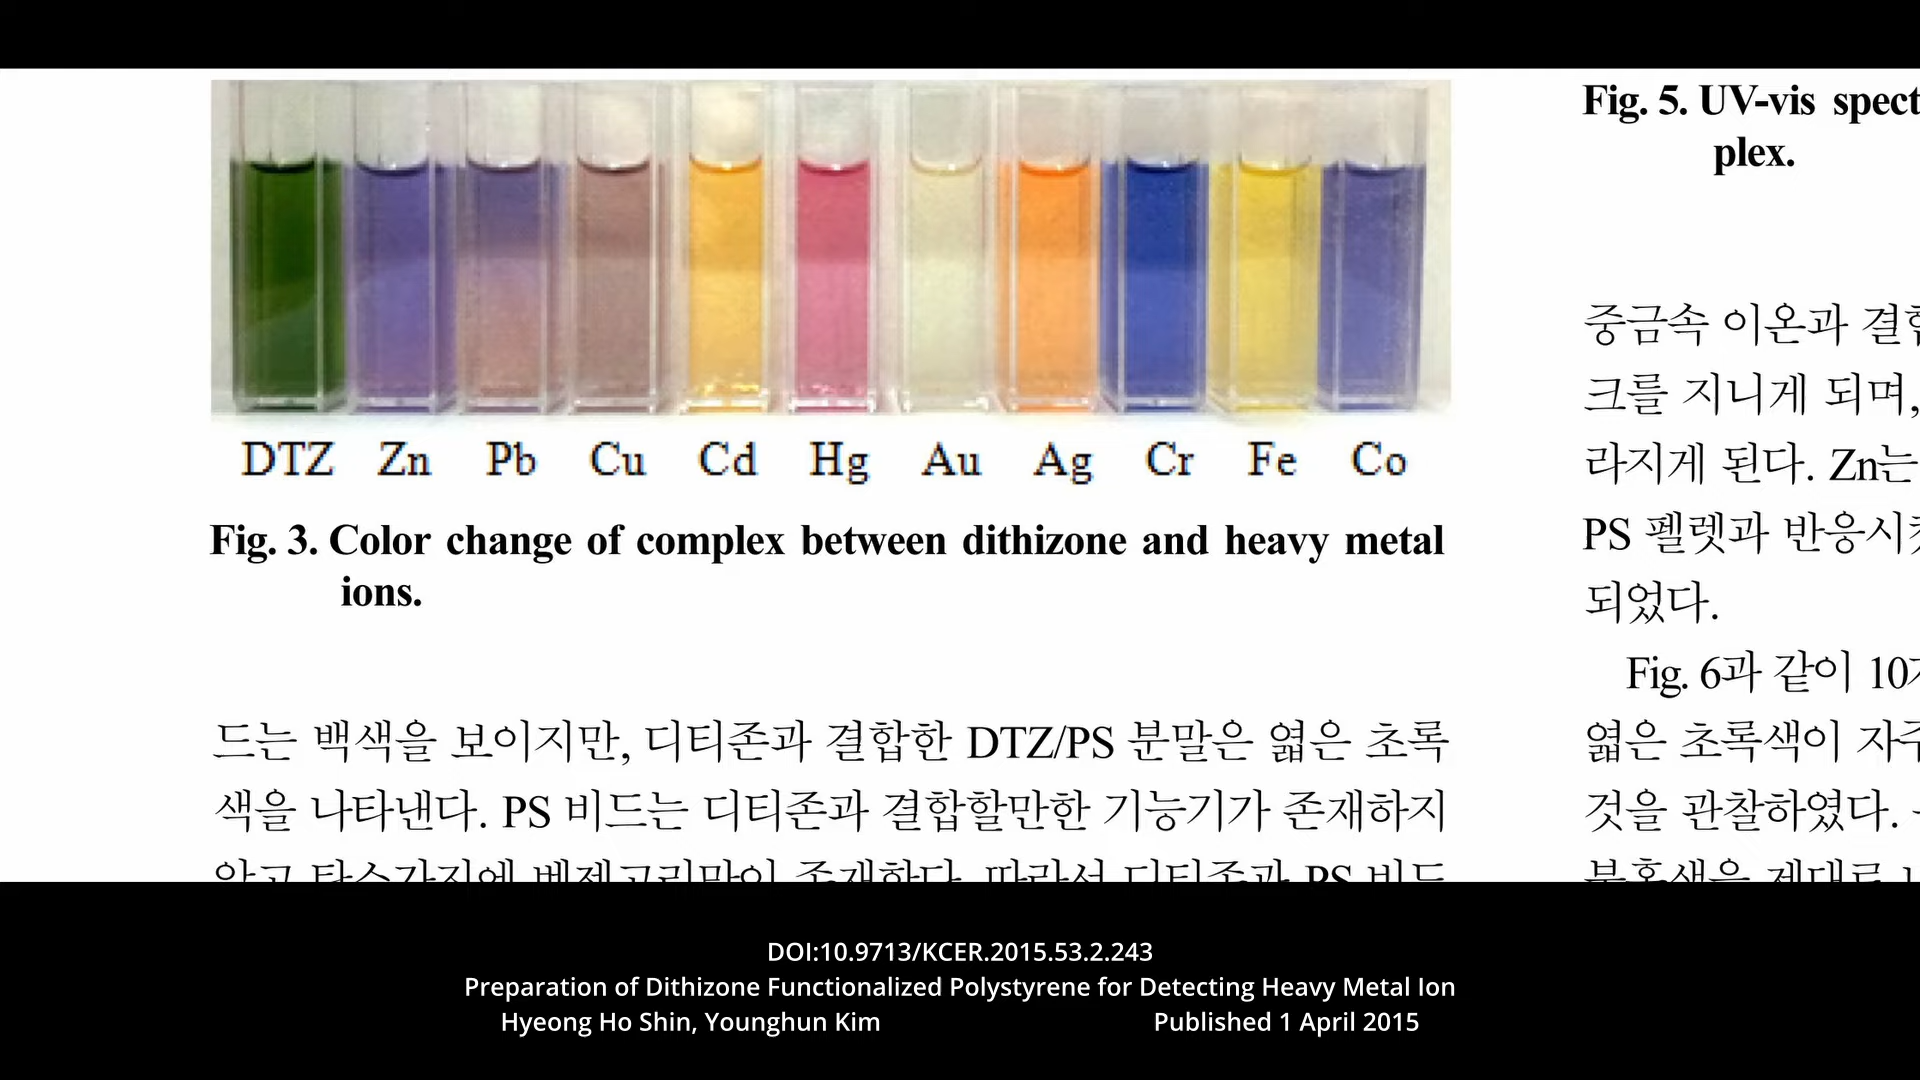 DTZ Zn Pb Cu Cd Hg Au Ag Cr Fe Co
Fig. 3. Color change of complex between dithizone and heavy metal
ions.
드는 백색을 보이지만, 디티존과 결합한 DTZ/PS 분말은 엷은 초록
색을 나타낸다. PS 비드는 디티존과 결합할만한 기능기가 존재하지
Fig. 5. UV-vis spect
plex.
중금속 이온과 결합
크를 지니게 되며,
라지게 된다. Zn는
PS 펠렛과 반응시
되었다.
Fig. 6과 같이 10
엷은 초록색이 자주
것을 관찰하였다.
DOI:10.9713/KCER.2015.53.2.243
Preparation of Dithizone Functionalized Polystyrene for Detecting Heavy Metal Ion
Hyeong Ho Shin, Younghun Kim Published 1 April 2015